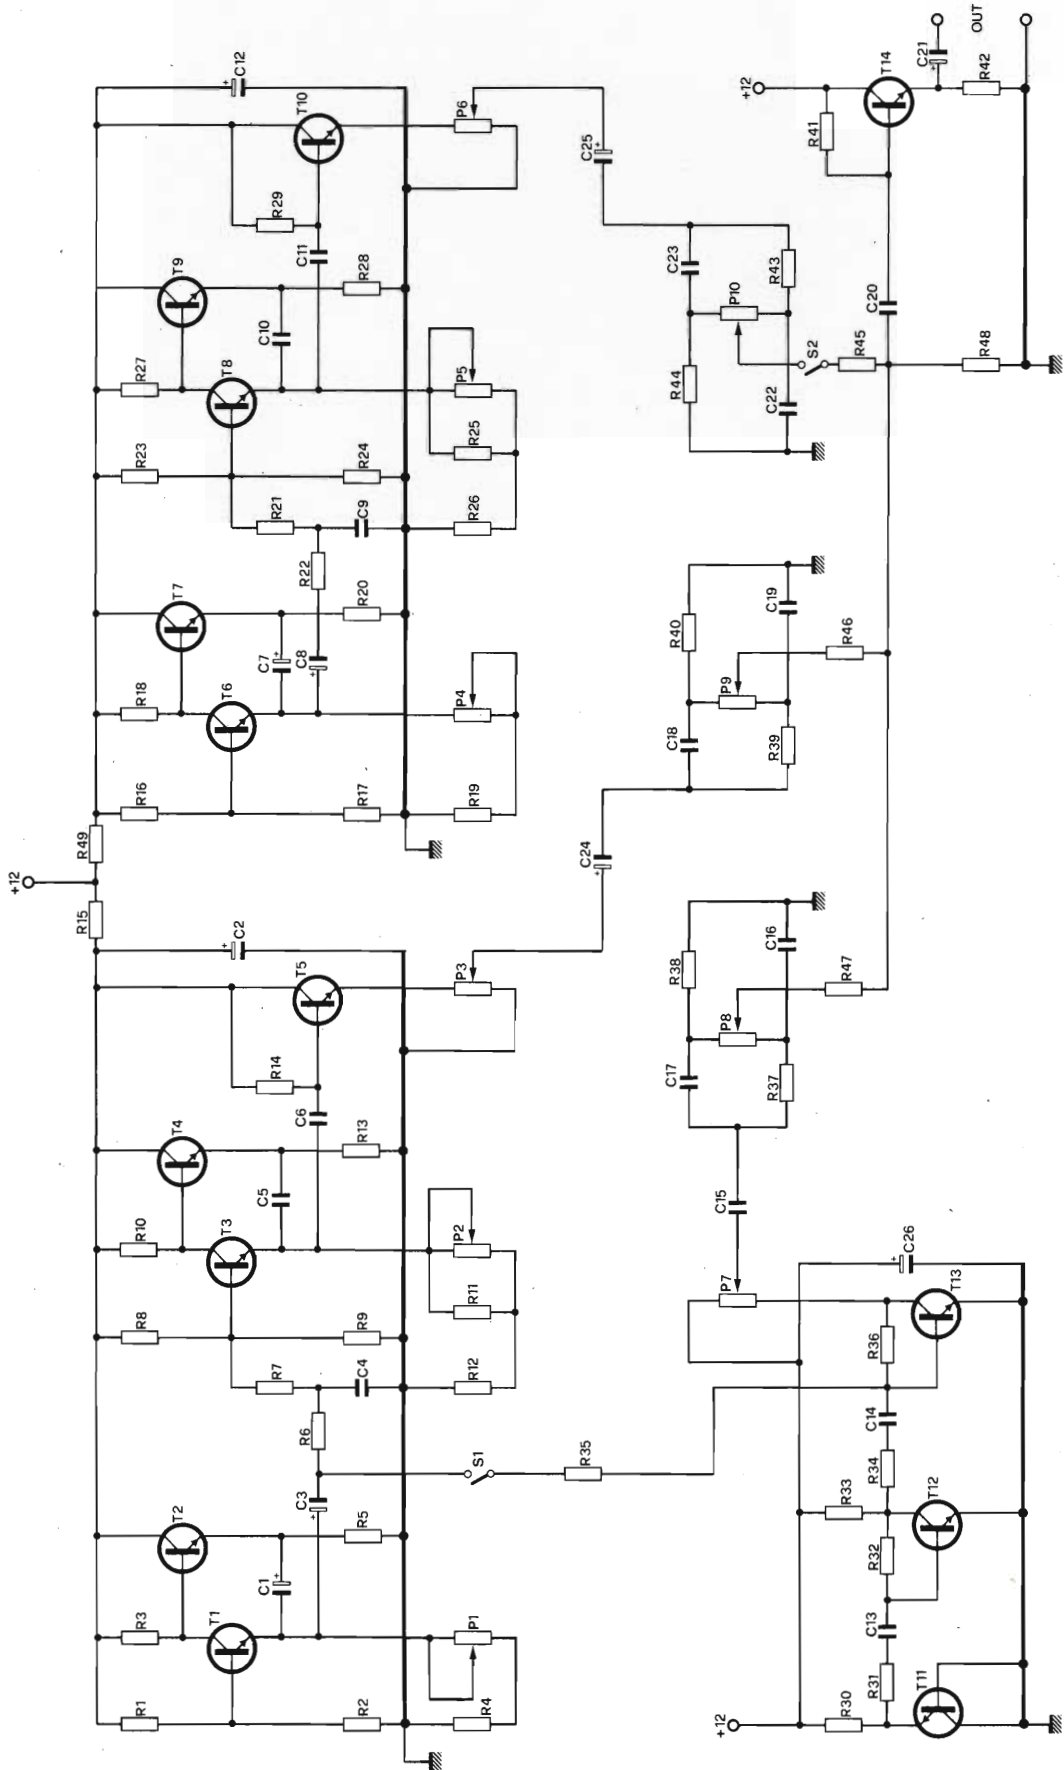 +12
R1
R3
T2
R10
T4
R8
R15
R49
R16
R18
T7
R23
R27
T9
T1
C1
T3
C5
R14
T5
C2
T6
C7
T8
C10
R29
T10
C12
C3
R6
R7
C6
C8
R22
R21
C11
R2
R5
C4
R9
R13
R17
R20
C9
R24
R28
R4
P1
S1
R12
R11
P2
P3
R19
P4
R26
R25
P5
P6
R35
C24
C25
C17
R38
C18
R40
R44
C23
+12
P7
C15
P8
P9
P10
R37
C16
R39
C19
C22
R43
S2
+12
R30
R33
R47
R46
R45
R41
R31
C13
R32
R34
C14
R36
C26
C20
T14
T11
T12
T13
C21
R48
R42
OUT